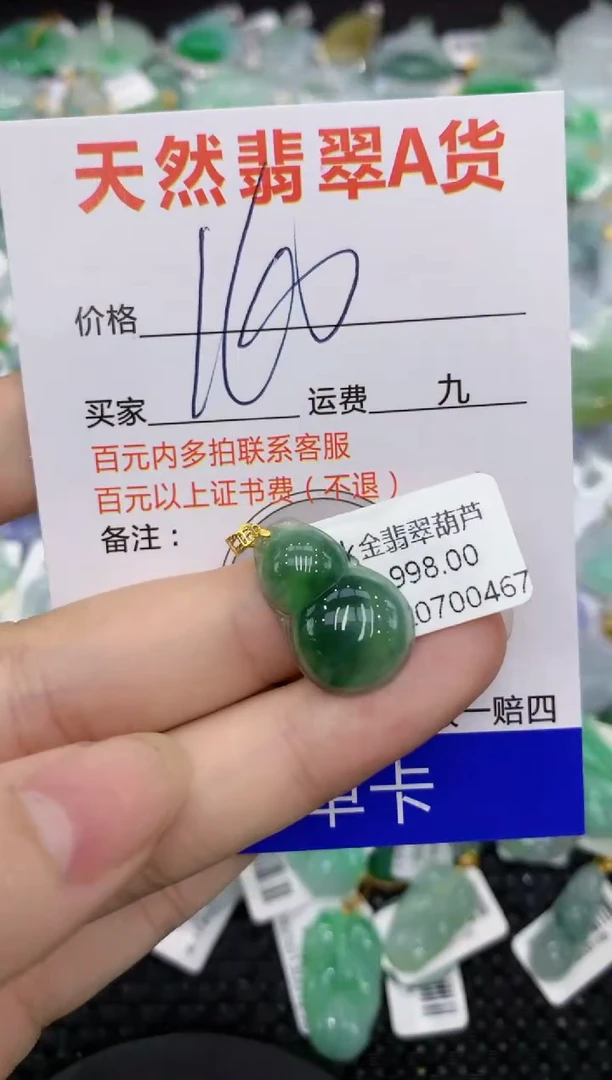 天然翡翠A货
价格 160
买家 运费 九
百元内多拍联系客服
百元以上证书费（不退）
备注：
K金翡翠葫芦
998.00
0700467
一赔四
单卡